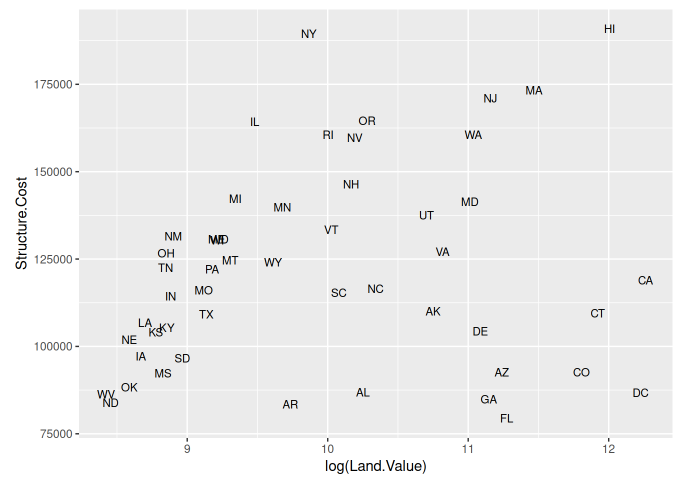 HI
NY
MA
175000
NJ
IL
OR
RI
WA
NV
150000
NH
MI
MD
MN
UT
VT
NM
Structure.Cost
OH
VA
125000
MT
WY
TN
PA
CA
MO
SC
NC
IN
TX
AK
CT
LA
KY
KS
DE
NE
100000
IA
SD
MS
AZ
CO
OK
WV
AL
DC
ND
AR
GA
FL
75000
9
10
11
12
log(Land.Value)